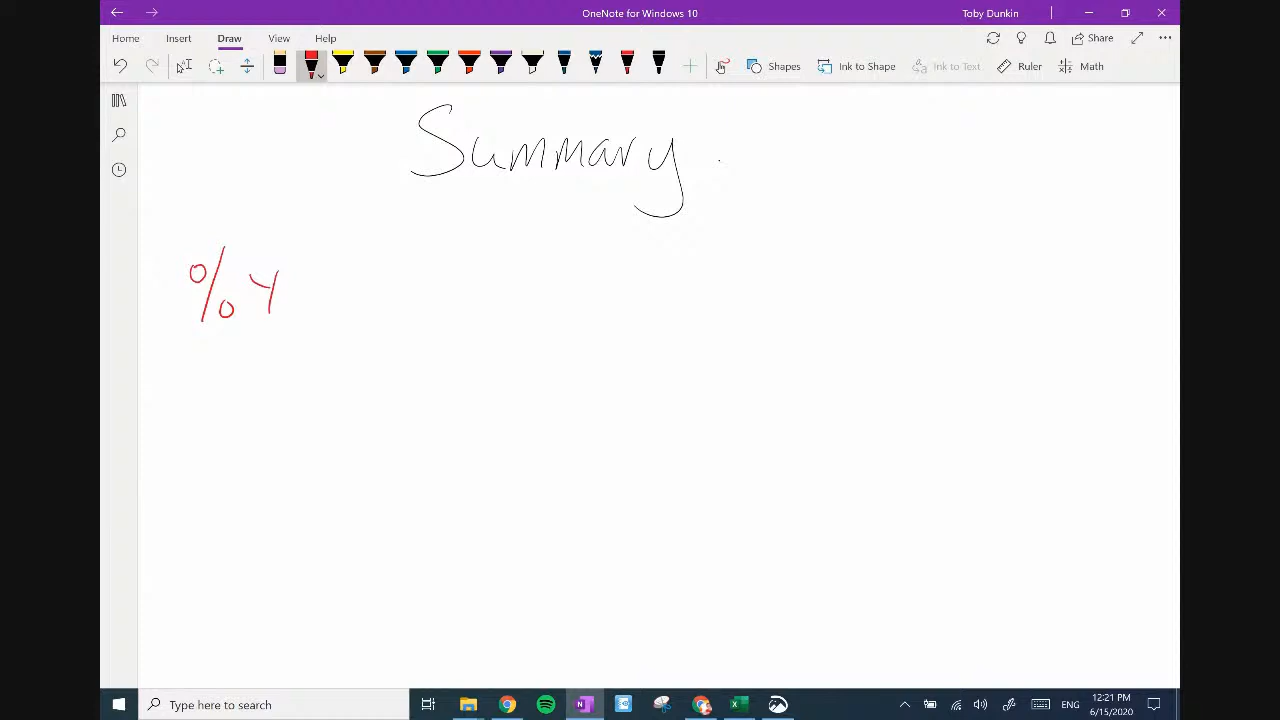 OneNote for Windows 10
Toby Dunkin
Home Insert Draw View Help
Share
Shapes Ink to Shape Ink to Text Ruler Math
Summary.
% Y
Type here to search
ENG
12:21 PM
6/15/2020